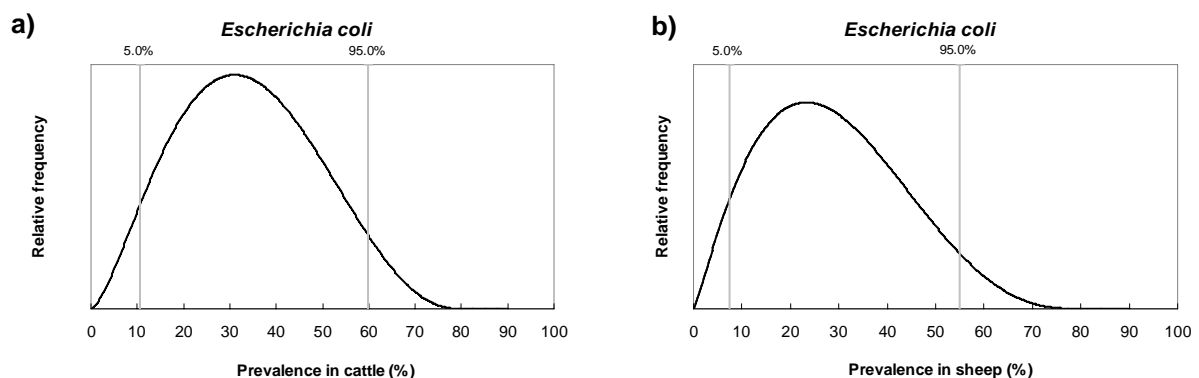 a)
Escherichia coli
5.0% 95.0%
Relative frequency
0 10 20 30 40 50 60 70 80 90 100
Prevalence in cattle (%)
b)
Escherichia coli
5.0% 95.0%
Relative frequency
0 10 20 30 40 50 60 70 80 90 100
Prevalence in sheep (%)